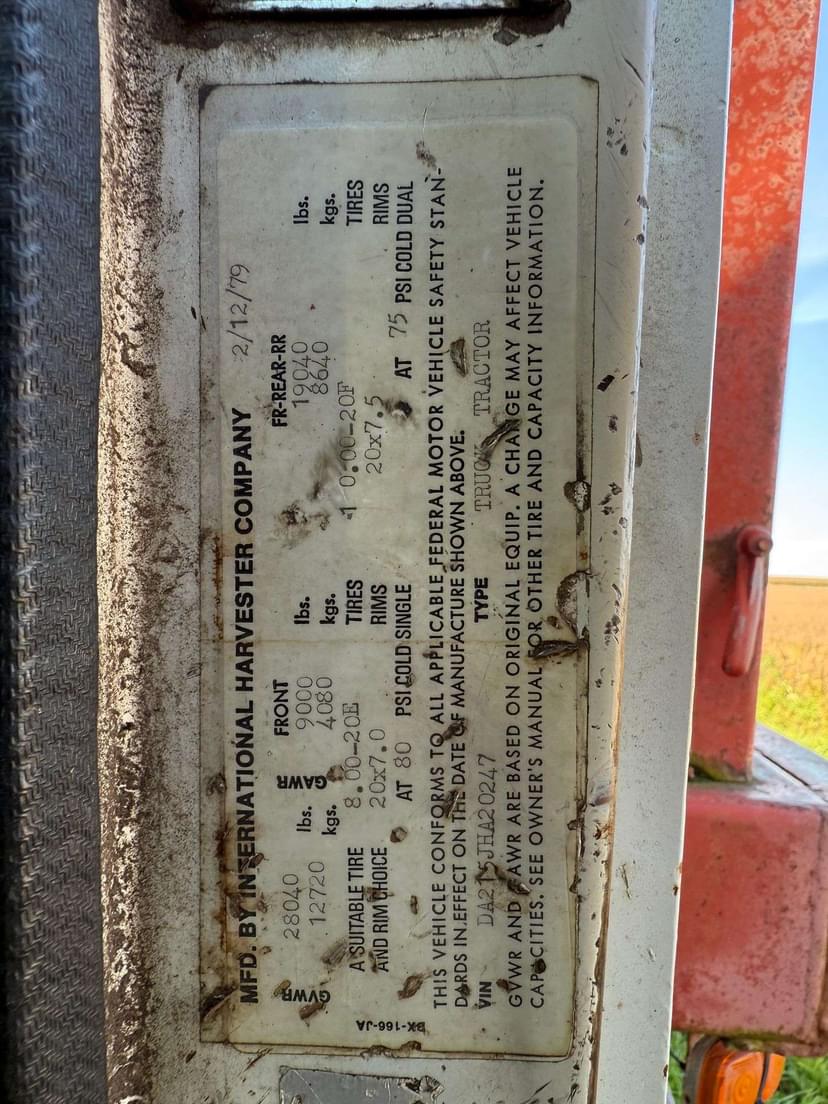 MFD. BY INTERNATIONAL HARVESTER COMPANY 2/12/79
GVWR 28040 lbs. GAWR FRONT 9000 lbs. FR-REAR-RR 19040 lbs.
12720 kgs. 4080 kgs. 8640 kgs.
A SUITABLE TIRE 8.00-20E TIRES 10.00-20F TIRES
AND RIM CHOICE 20x7.0 RIMS 20x7.5 RIMS
AT 80 PSI COLD SINGLE AT 75 PSI COLD DUAL
THIS VEHICLE CONFORMS TO ALL APPLICABLE FEDERAL MOTOR VEHICLE SAFETY STAN-
DARDS IN EFFECT ON THE DATE OF MANUFACTURE SHOWN ABOVE.
VIN TYPE TRUCK TRACTOR
GVWR AND GAWR ARE BASED ON ORIGINAL EQUIP. A CHANGE MAY AFFECT VEHICLE
CAPACITIES. SEE OWNER'S MANUAL FOR OTHER TIRE AND CAPACITY INFORMATION.